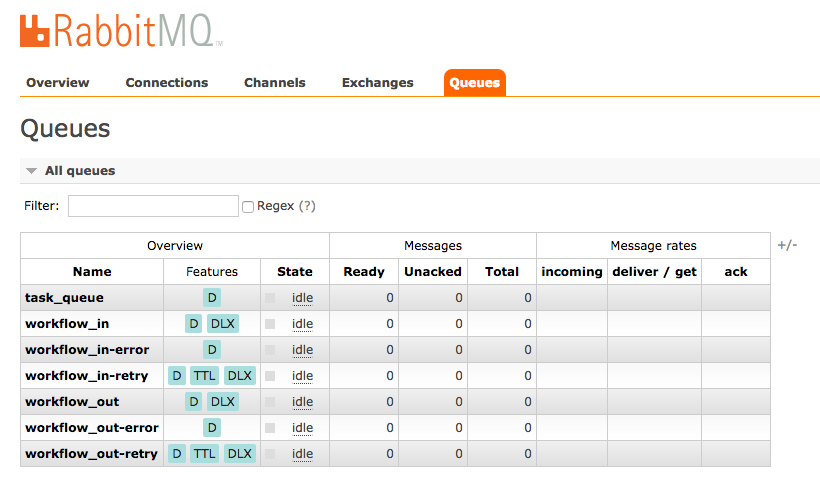 RabbitMQ™
Overview Connections Channels Exchanges Queues
Queues
All queues
Filter: Regex (?)
Overview Messages Message rates +/-
Name Features State Ready Unacked Total incoming deliver / get ack
task_queue D idle 0 0 0
workflow_in D DLX idle 0 0 0
workflow_in-error D idle 0 0 0
workflow_in-retry D TTL DLX idle 0 0 0
workflow_out D DLX idle 0 0 0
workflow_out-error D idle 0 0 0
workflow_out-retry D TTL DLX idle 0 0 0